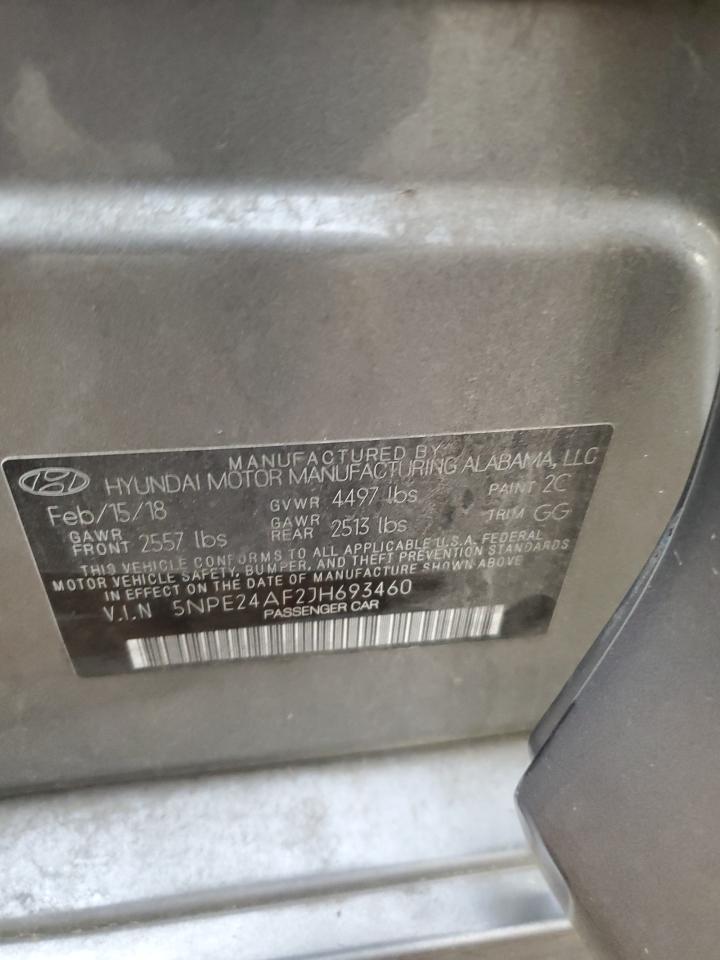 MANUFACTURED BY
HYUNDAI MOTOR MANUFACTURING ALABAMA, LLC
Feb/15/18 GVWR 4497 lbs PAINT 2C
GAWR FRONT 2557 lbs GAWR REAR 2513 lbs TRIM GG
THIS VEHICLE CONFORMS TO ALL APPLICABLE U.S.A. FEDERAL
MOTOR VEHICLE SAFETY, BUMPER, AND THEFT PREVENTION STANDARDS
IN EFFECT ON THE DATE OF MANUFACTURE SHOWN ABOVE.
V.I.N 5NPE24AF2JH693460
PASSENGER CAR